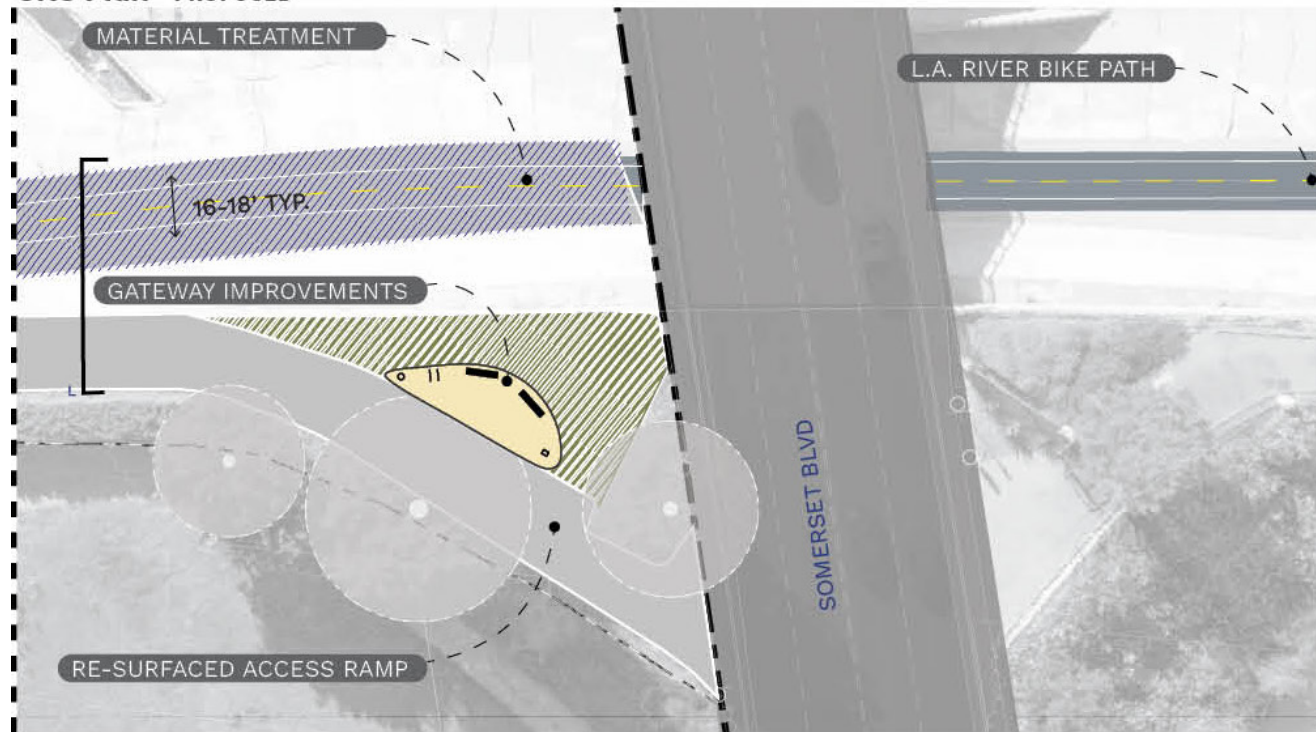 MATERIAL TREATMENT
L.A. RIVER BIKE PATH
16-18' TYP.
GATEWAY IMPROVEMENTS
L
SOMERSET BLVD
RE-SURFACED ACCESS RAMP